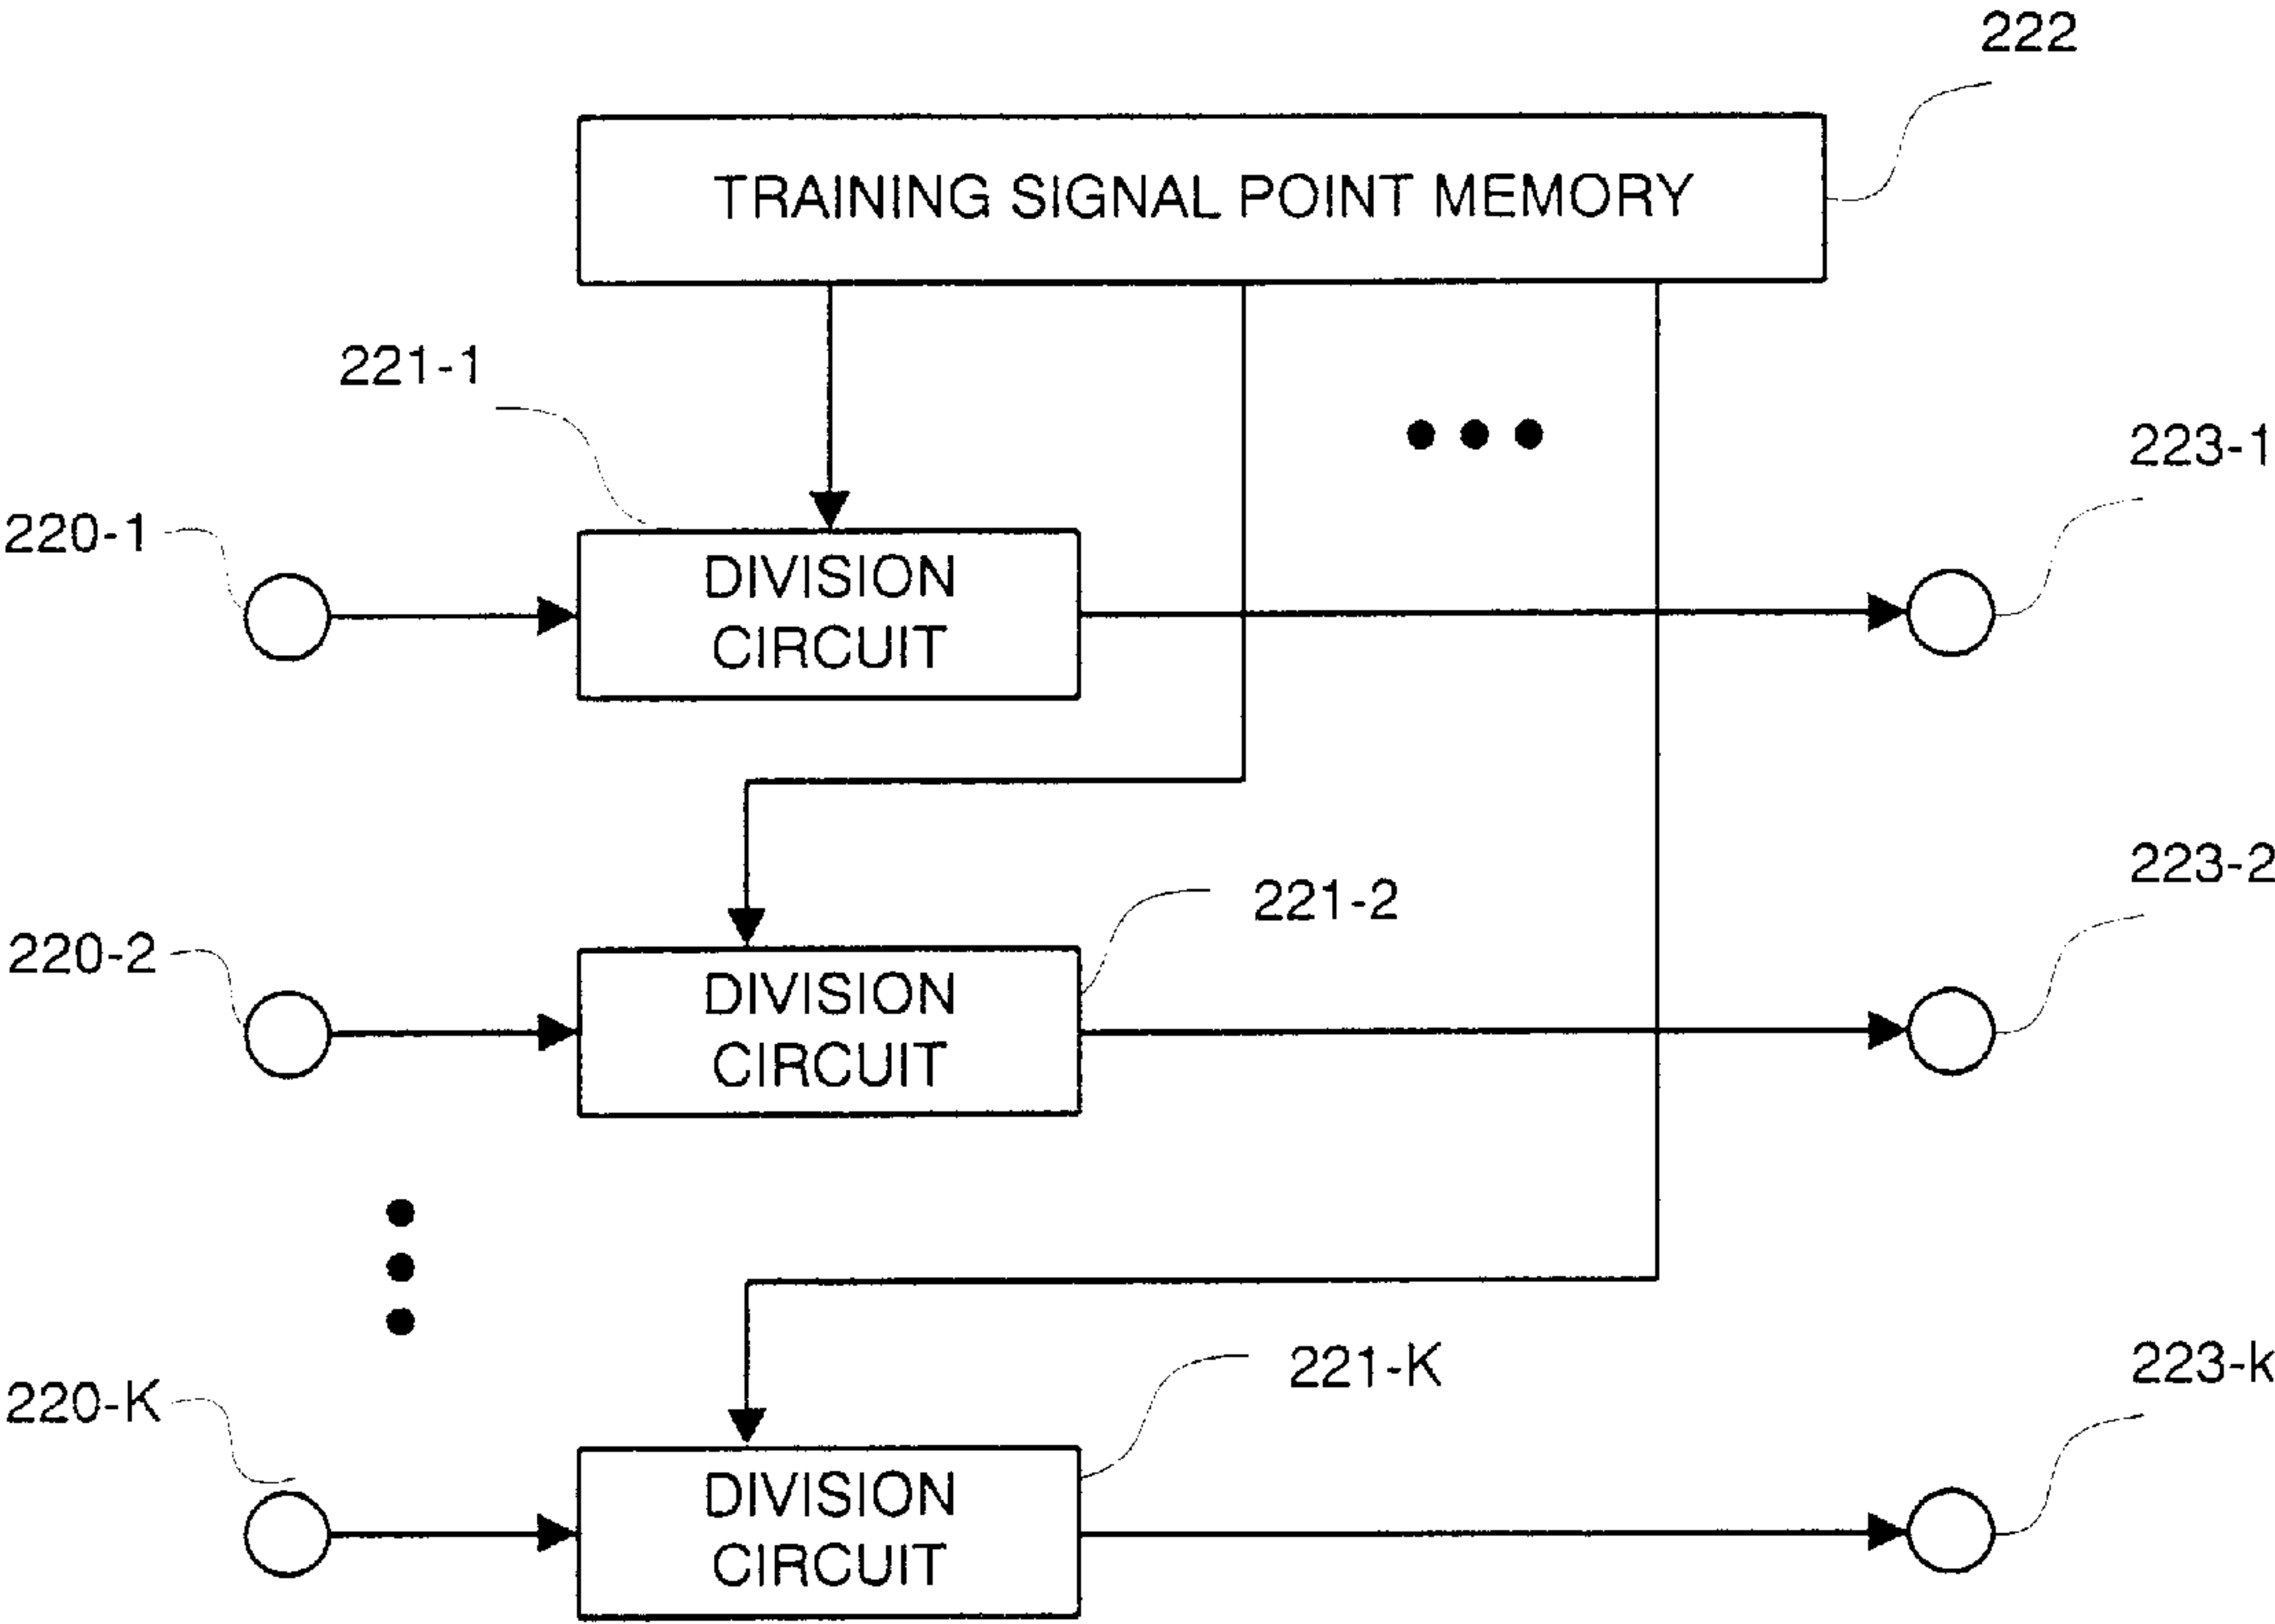 222
TRAINING SIGNAL POINT MEMORY
221-1
223-1
220-1
DIVISION
CIRCUIT
223-2
221-2
220-2
DIVISION
CIRCUIT
221-K
223-k
220-K
DIVISION
CIRCUIT